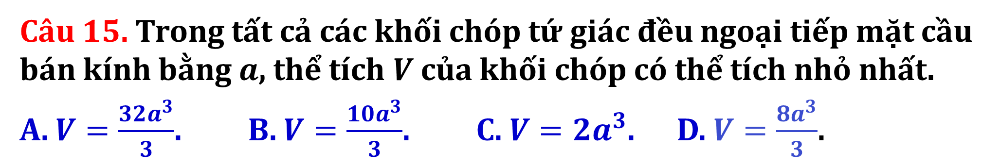 Câu 15. Trong tất cả các khối chóp tứ giác đều ngoại tiếp mặt cầu
bán kính bằng a, thể tích V của khối chóp có thể tích nhỏ nhất.
A. V = \frac{32a^3}{3}. B. V = \frac{10a^3}{3}. C. V = 2a^3. D. V = \frac{8a^3}{3}.